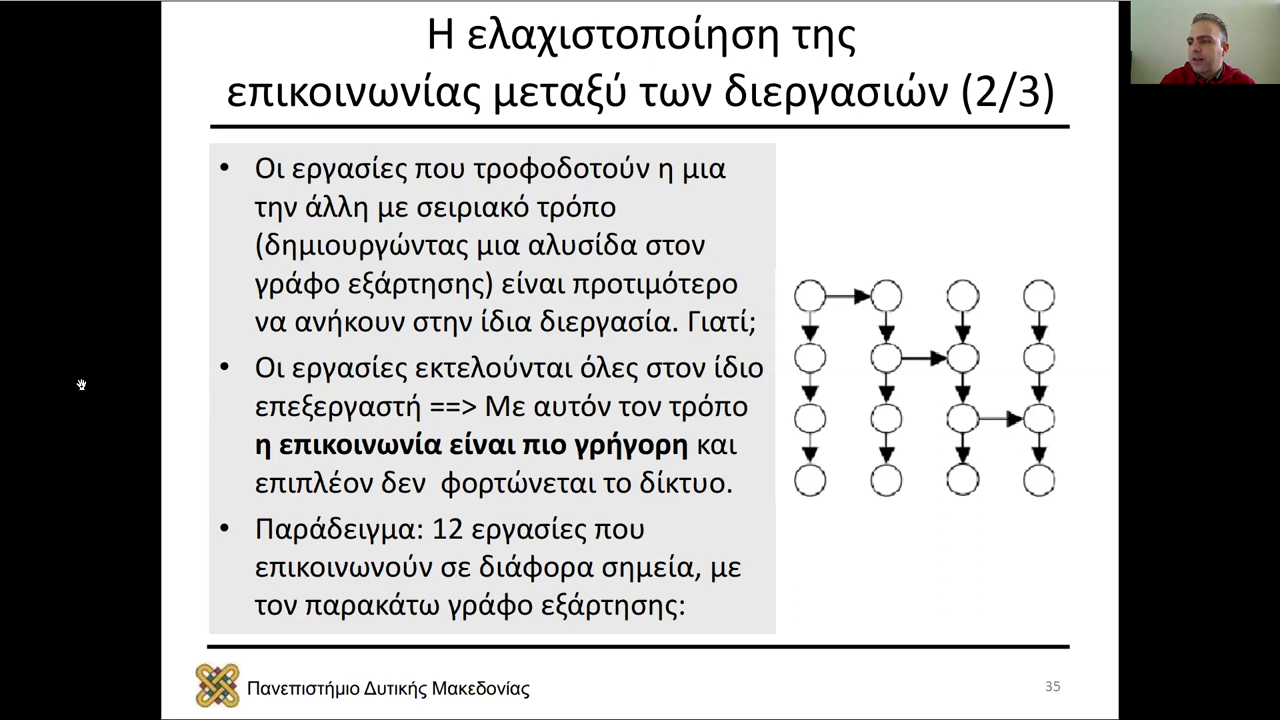 Η ελαχιστοποίηση της
επικοινωνίας μεταξύ των διεργασιών (2/3)
• Οι εργασίες που τροφοδοτούν η μια
την άλλη με σειριακό τρόπο
(δημιουργώντας μια αλυσίδα στον
γράφο εξάρτησης) είναι προτιμότερο
να ανήκουν στην ίδια διεργασία. Γιατί;
• Οι εργασίες εκτελούνται όλες στον ίδιο
επεξεργαστή ==> Με αυτόν τον τρόπο
η επικοινωνία είναι πιο γρήγορη και
επιπλέον δεν φορτώνεται το δίκτυο.
• Παράδειγμα: 12 εργασίες που
επικοινωνούν σε διάφορα σημεία, με
τον παρακάτω γράφο εξάρτησης:
Πανεπιστήμιο Δυτικής Μακεδονίας
35